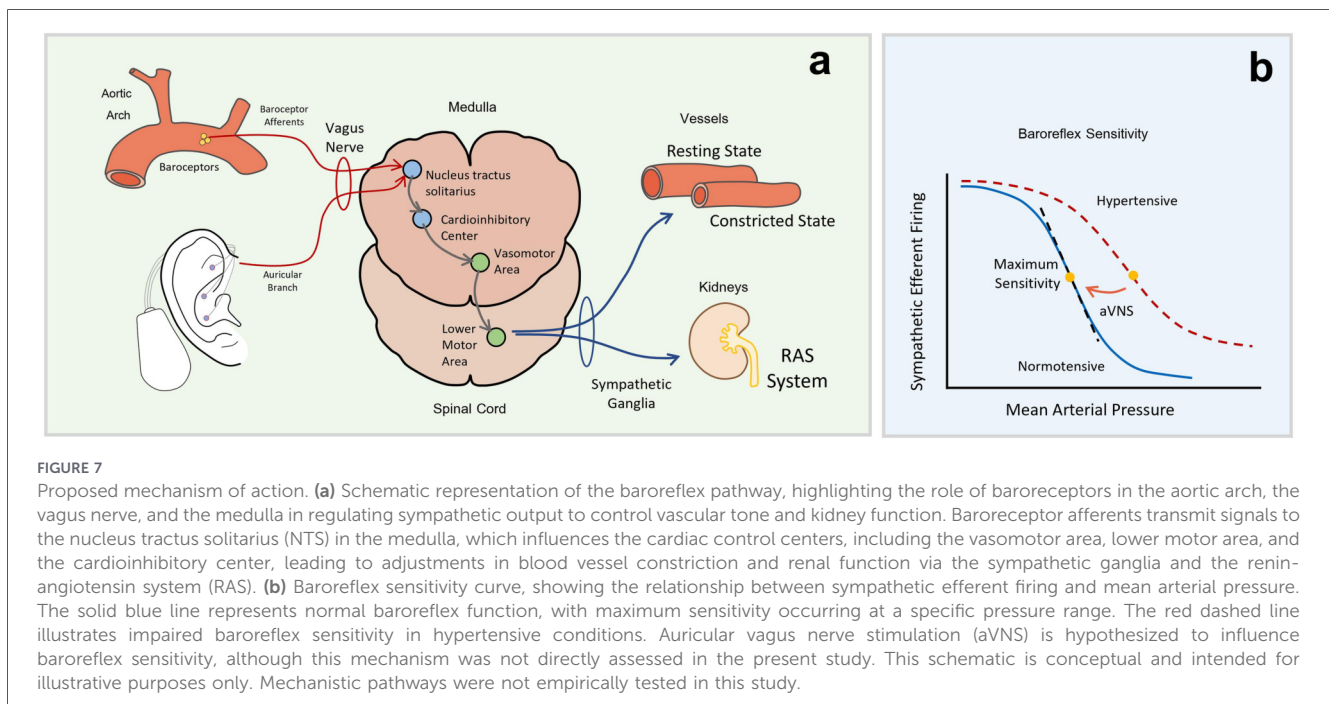 a
Aortic
Arch
Baroceptor
Afferents
Baroceptors
Vagus
Nerve
Auricular
Branch
Medulla
Nucleus tractus
solitarius
Cardioinhibitory
Center
Vasomotor
Area
Lower
Motor
Area
Spinal Cord
Vessels
Resting State
Constricted State
Kidneys
RAS
System
Sympathetic
Ganglia
b
Baroreflex Sensitivity
Sympathetic Efferent Firing
Hypertensive
Maximum
Sensitivity
aVNS
Normotensive
Mean Arterial Pressure
FIGURE 7
Proposed mechanism of action. (a) Schematic representation of the baroreflex pathway, highlighting the role of baroreceptors in the aortic arch, the
vagus nerve, and the medulla in regulating sympathetic output to control vascular tone and kidney function. Baroreceptor afferents transmit signals to
the nucleus tractus solitarius (NTS) in the medulla, which influences the cardiac control centers, including the vasomotor area, lower motor area, and
the cardioinhibitory center, leading to adjustments in blood vessel constriction and renal function via the sympathetic ganglia and the renin-
angiotensin system (RAS). (b) Baroreflex sensitivity curve, showing the relationship between sympathetic efferent firing and mean arterial pressure.
The solid blue line represents normal baroreflex function, with maximum sensitivity occurring at a specific pressure range. The red dashed line
illustrates impaired baroreflex sensitivity in hypertensive conditions. Auricular vagus nerve stimulation (aVNS) is hypothesized to influence
baroreflex sensitivity, although this mechanism was not directly assessed in the present study. This schematic is conceptual and intended for
illustrative purposes only. Mechanistic pathways were not empirically tested in this study.